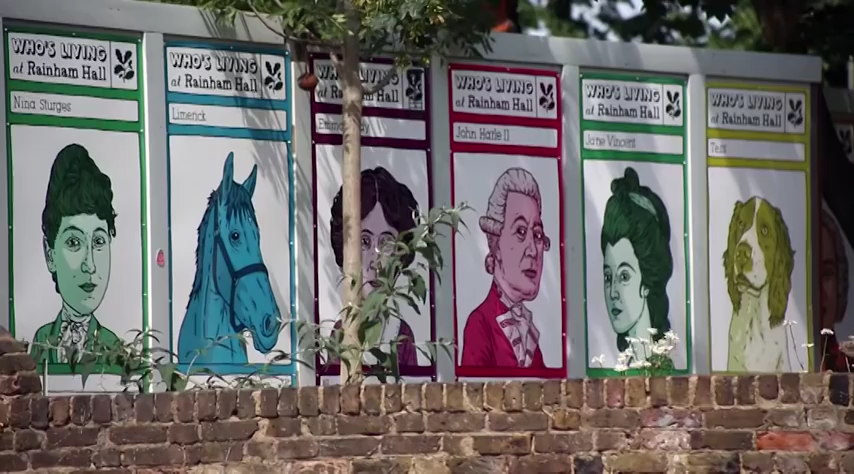 WHO'S LIVING
at Rainham Hall
Nina Sturges
WHO'S LIVING
at Rainham Hall
Limerick
WHO'S LIVING
Rainham Hall
WHO'S LIVING
at Rainham Hall
John Harle II
WHO'S LIVING
at Rainham Hall
Jane Vincent
WHO'S LIVING
at Rainham Hall
Tess